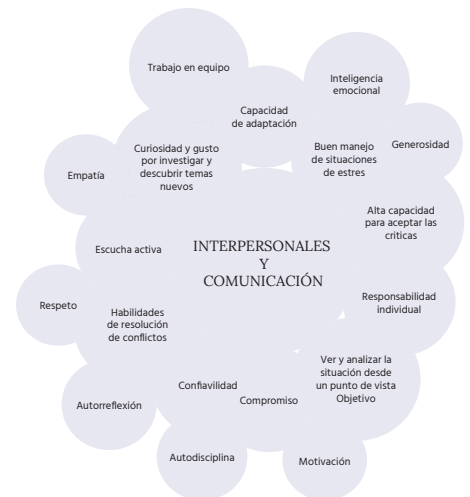 Trabajo en equipo
Inteligencia
emocional
Capacidad
de adaptación
Generosidad
Buen manejo
de situaciones
de estres
Curiosidad y gusto
por investigar y
descubrir temas
nuevos
Empatía
Alta capacidad
para aceptar las
criticas
Escucha activa
INTERPERSONALES
Y
COMUNICACIÓN
Responsabilidad
individual
Respeto
Habilidades
de resolución
de conflictos
Ver y analizar la
situación desde
un punto de vista
Objetivo
Confiavilidad
Compromiso
Autorreflexión
Autodisciplina
Motivación